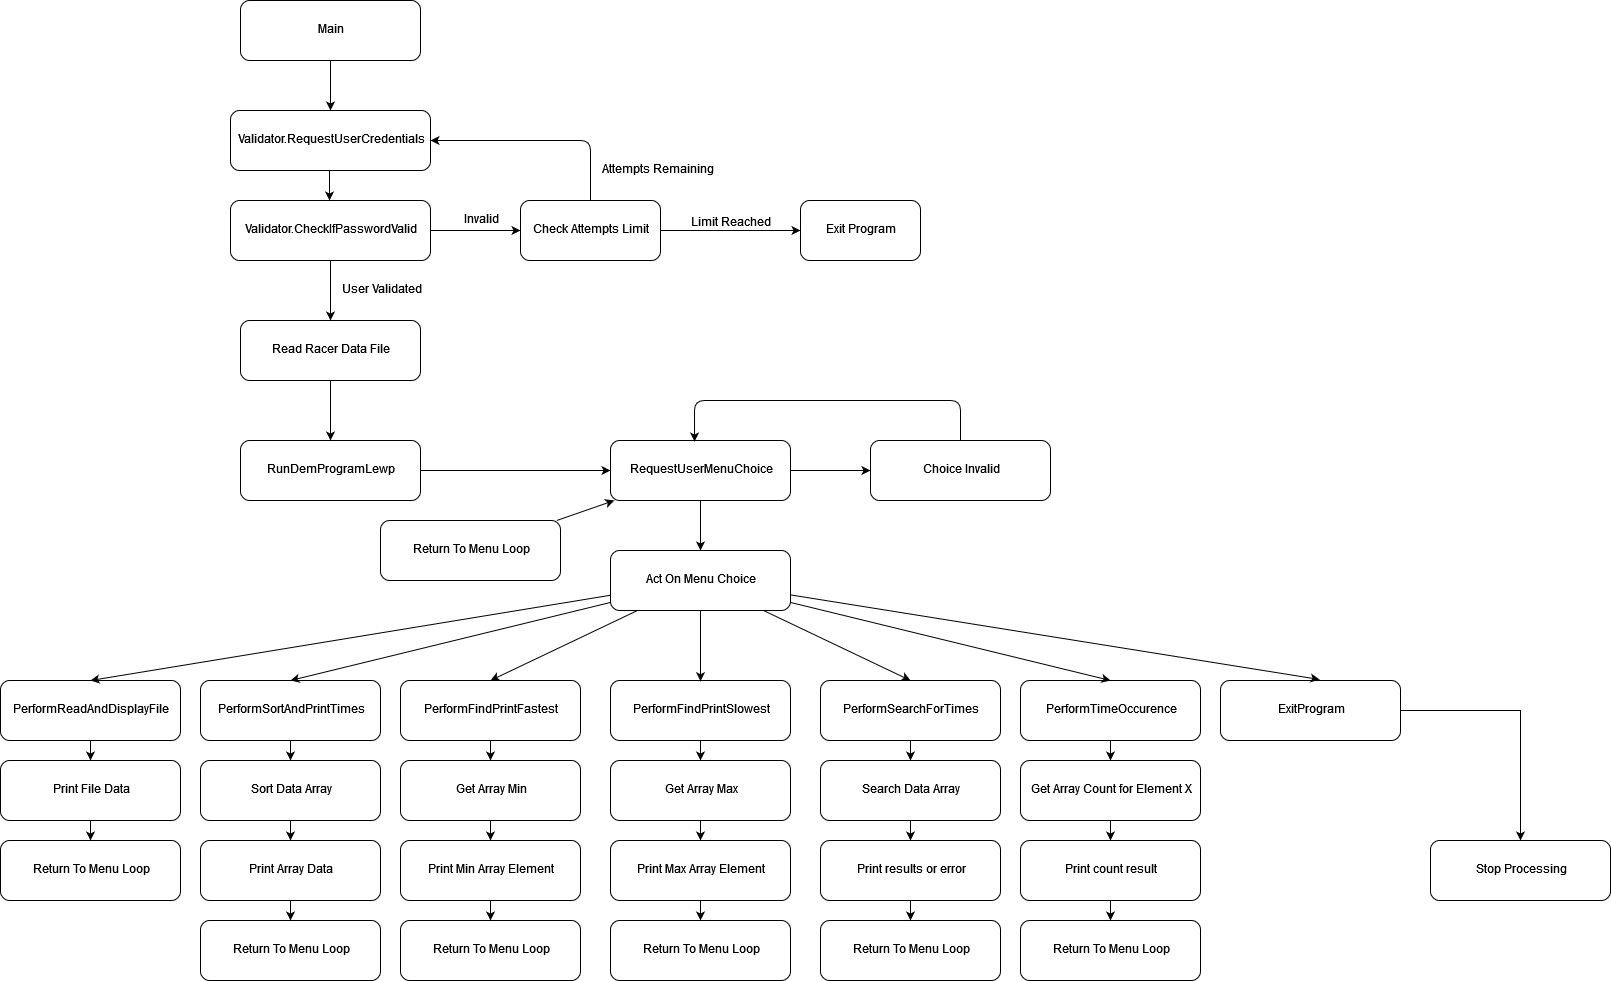 Main
Validator.RequestUserCredentials
Attempts Remaining
Validator.CheckIfPasswordValid
Invalid
Check Attempts Limit
Limit Reached
Exit Program
User Validated
Read Racer Data File
RunDemProgramLewp
RequestUserMenuChoice
Choice Invalid
Return To Menu Loop
Act On Menu Choice
PerformReadAndDisplayFile
PerformSortAndPrintTimes
PerformFindPrintFastest
PerformFindPrintSlowest
PerformSearchForTimes
PerformTimeOccurence
ExitProgram
Print File Data
Sort Data Array
Get Array Min
Get Array Max
Search Data Array
Get Array Count for Element X
Return To Menu Loop
Print Array Data
Print Min Array Element
Print Max Array Element
Print results or error
Print count result
Stop Processing
Return To Menu Loop
Return To Menu Loop
Return To Menu Loop
Return To Menu Loop
Return To Menu Loop